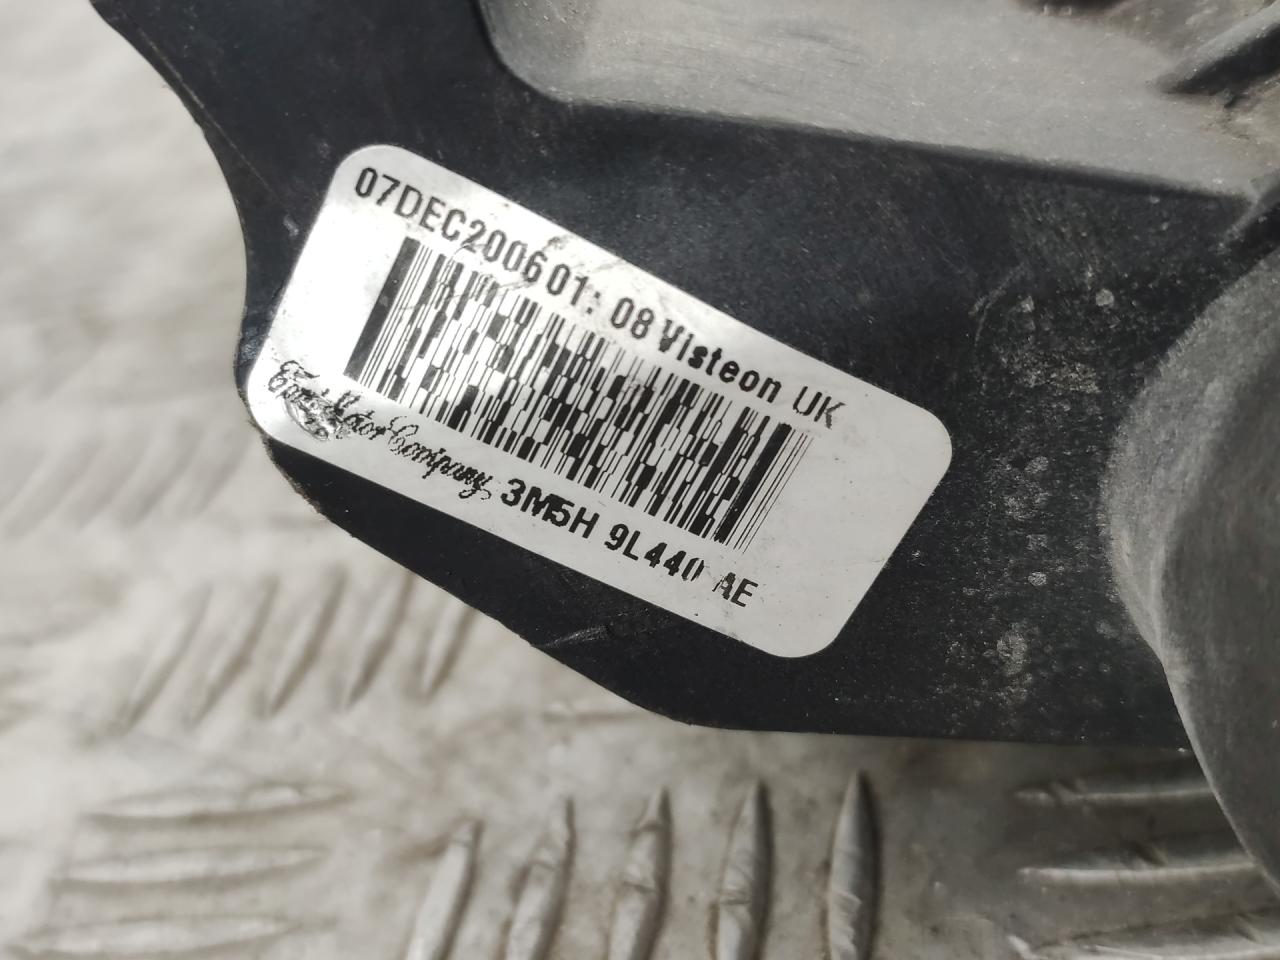 07DEC2006 01:08 Visteon UK
Ford Motor Company 3M5H 9L440 AE